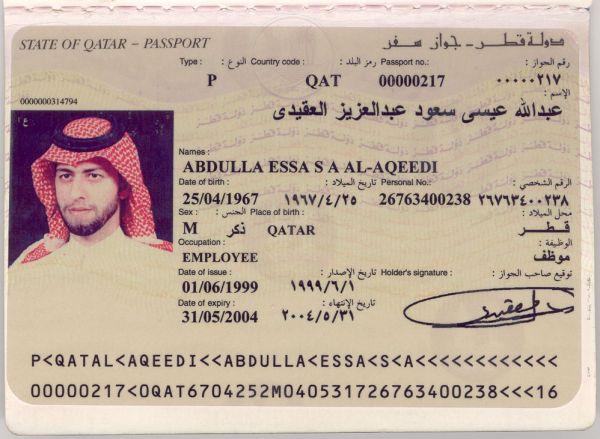 STATE OF QATAR – PASSPORT دولة قطر - جواز سفر
Type : النوع : Country code : رمز البلد : Passport no.: رقم الجواز :
P QAT 00000217 ٠٠٠٠٠٢١٧
الإسم :
0000000314794
عبدالله عيسى سعود عبدالعزيز العقيدى
Names :
ABDULLA ESSA S A AL-AQEEDI
Date of birth : تاريخ الميلاد : Personal No.: الرقم الشخصي :
25/04/1967 ١٩٦٧/٤/٢٥ 26763400238 ٢٦٧٦٣٤٠٠٢٣٨
Sex : الجنس : Place of birth : محل الميلاد :
M ذكر QATAR قطر
Occupation : الوظيفة :
EMPLOYEE موظف
Date of issue : تاريخ الإصدار : Holder's signature : توقيع صاحب الجواز :
01/06/1999 ١٩٩٩/٦/١
Date of expiry : تاريخ الإنتهاء :
31/05/2004 ٢٠٠٤/٥/٣١
P<QATAL<AQEEDI<<ABDULLA<ESSA<S<A<<<<<<<<<<<<
00000217<0QAT6704252M040531726763400238<<<16